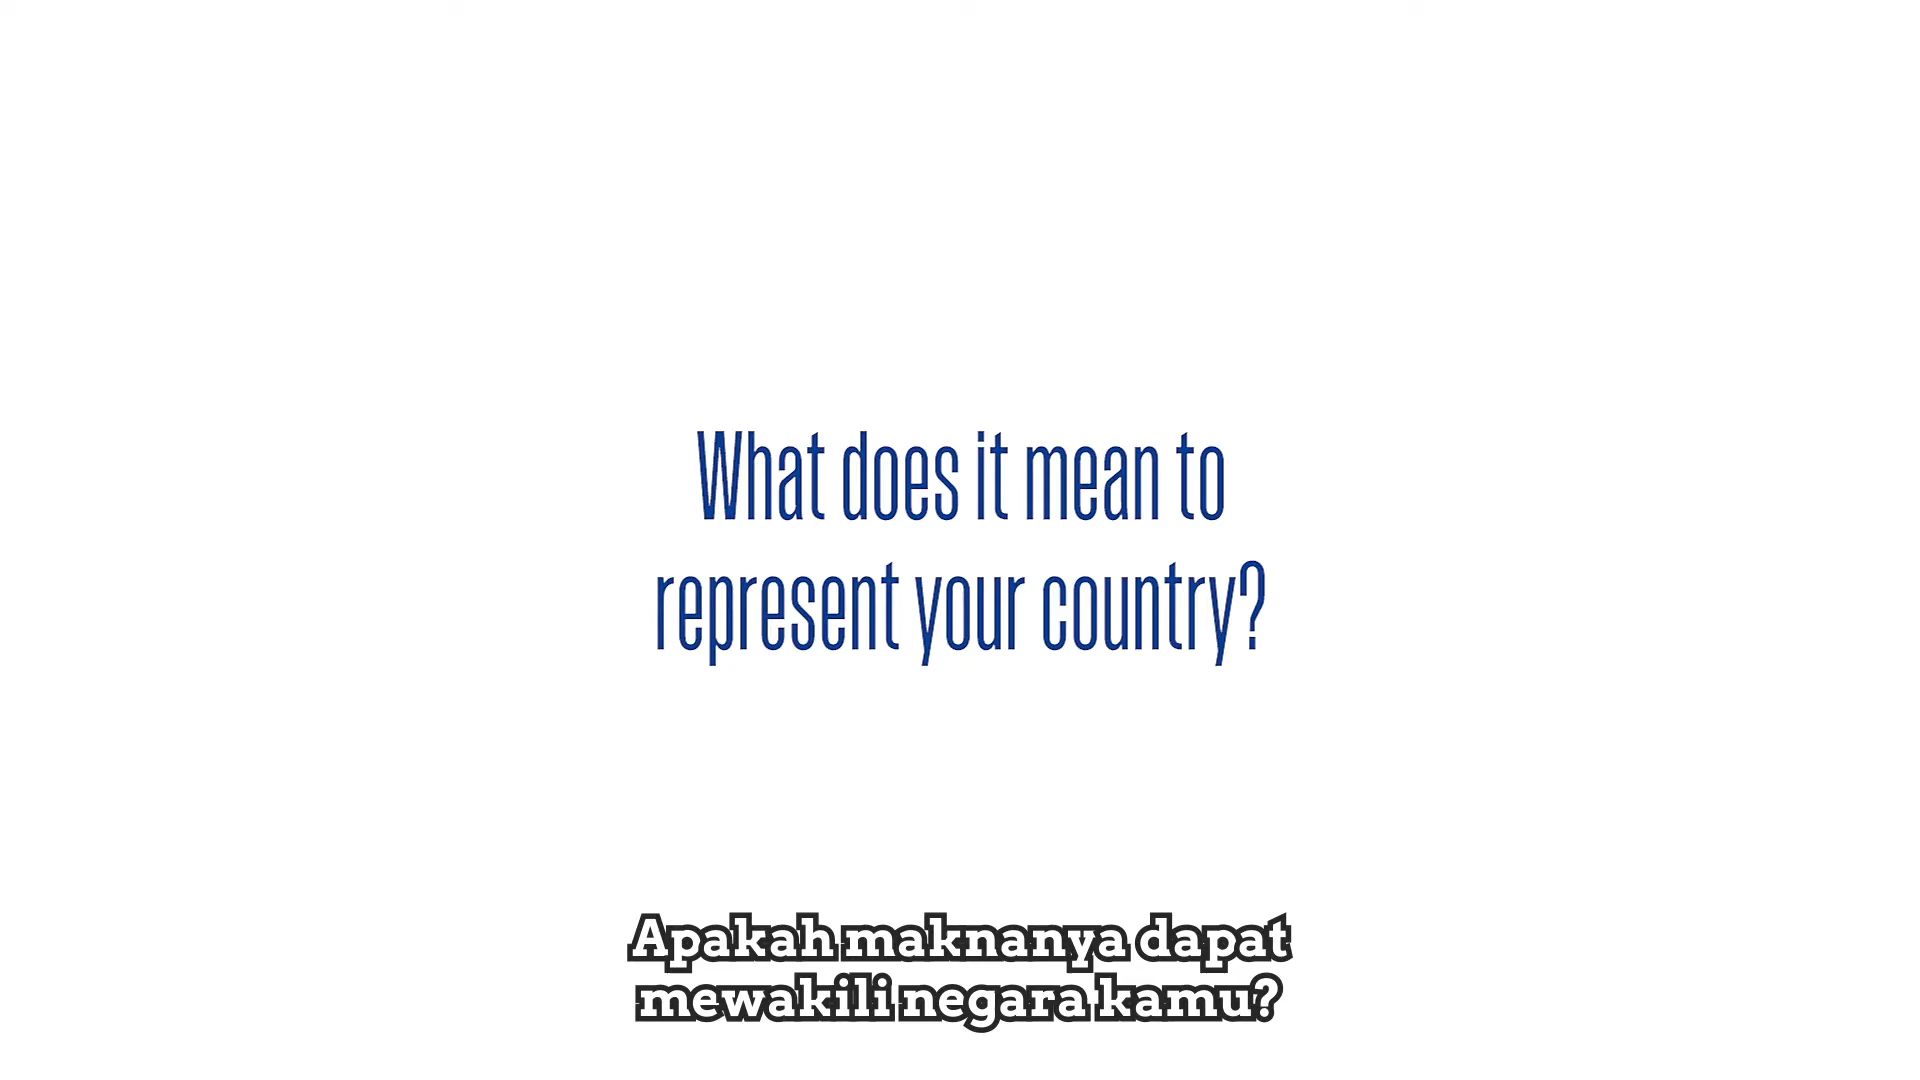 What does it mean to
represent your country?
Apakah maknanya dapat
mewakili negara kamu?